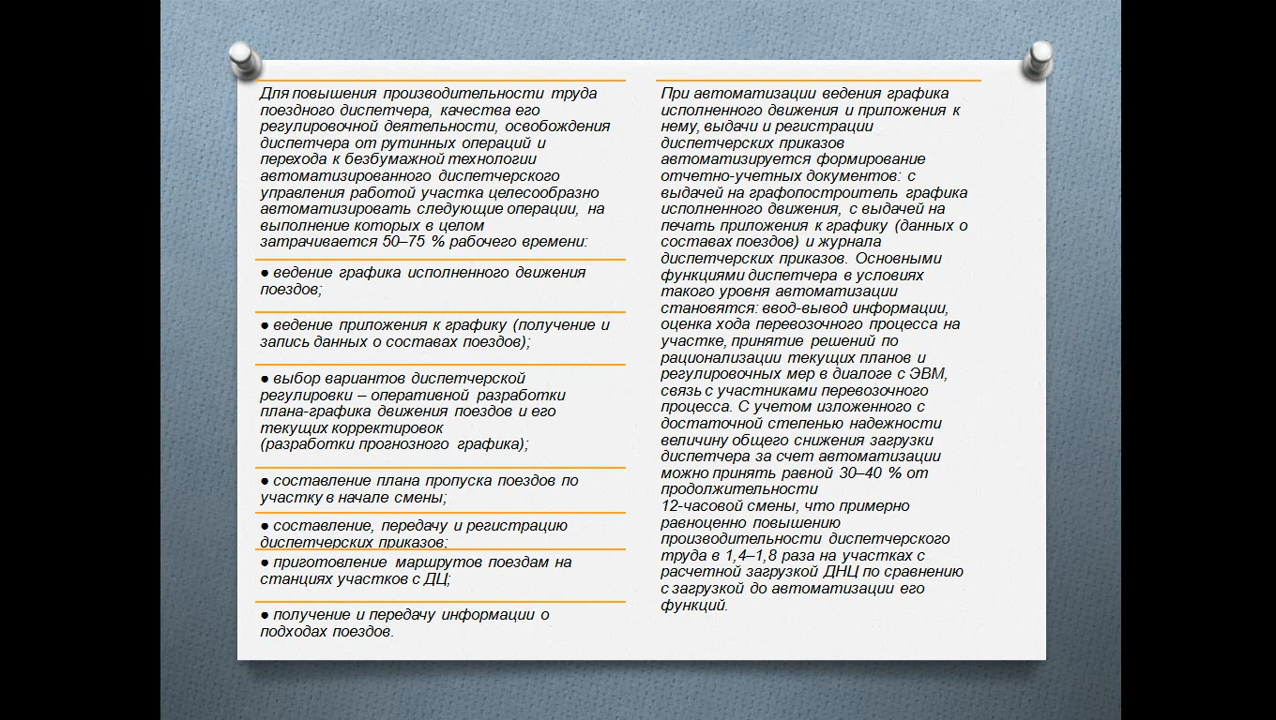 Для повышения производительности труда
поездного диспетчера, качества его
регулировочной деятельности, освобождения
диспетчера от рутинных операций и
перехода к безбумажной технологии
автоматизированного диспетчерского
управления работой участка целесообразно
автоматизировать следующие операции, на
выполнение которых в целом
затрачивается 50–75 % рабочего времени:
● ведение графика исполненного движения
поездов;
● ведение приложения к графику (получение и
запись данных о составах поездов);
● выбор вариантов диспетчерской
регулировки – оперативной разработки
плана-графика движения поездов и его
текущих корректировок
(разработки прогнозного графика);
● составление плана пропуска поездов по
участку в начале смены;
● составление, передачу и регистрацию
диспетчерских приказов;
● приготовление маршрутов поездам на
станциях участков с ДЦ;
● получение и передачу информации о
подходах поездов.
При автоматизации ведения графика
исполненного движения и приложения к
нему, выдачи и регистрации
диспетчерских приказов
автоматизируется формирование
отчетно-учетных документов: с
выдачей на графопостроитель графика
исполненного движения, с выдачей на
печать приложения к графику (данных о
составах поездов) и журнала
диспетчерских приказов. Основными
функциями диспетчера в условиях
такого уровня автоматизации
становятся: ввод-вывод информации,
оценка хода перевозочного процесса на
участке, принятие решений по
рационализации текущих планов и
регулировочных мер в диалоге с ЭВМ,
связь с участниками перевозочного
процесса. С учетом изложенного с
достаточной степенью надежности
величину общего снижения загрузки
диспетчера за счет автоматизации
можно принять равной 30–40 % от
продолжительности
12-часовой смены, что примерно
равноценно повышению
производительности диспетчерского
труда в 1,4–1,8 раза на участках с
расчетной загрузкой ДНЦ по сравнению
с загрузкой до автоматизации его
функций.